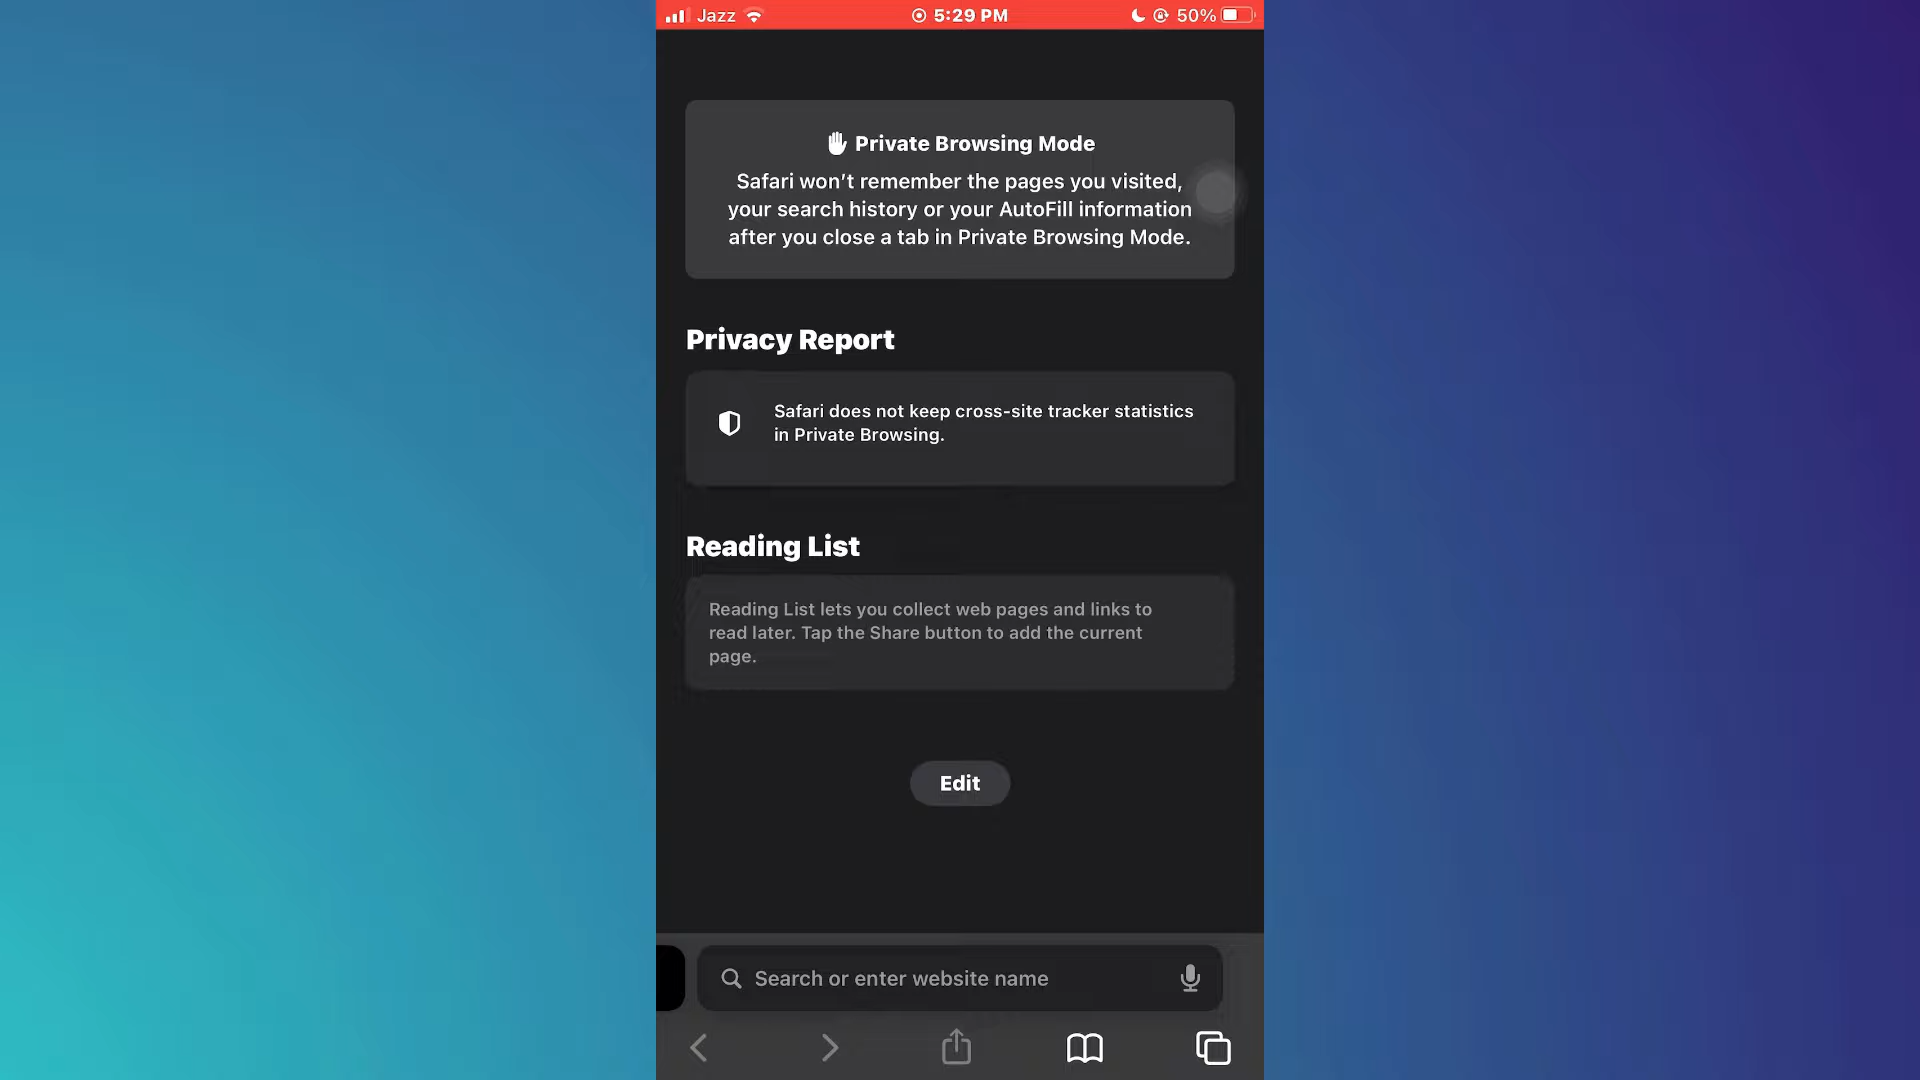 Jazz 5:29 PM 50%
Private Browsing Mode
Safari won't remember the pages you visited,
your search history or your AutoFill information
after you close a tab in Private Browsing Mode.
Privacy Report
Safari does not keep cross-site tracker statistics
in Private Browsing.
Reading List
Reading List lets you collect web pages and links to
read later. Tap the Share button to add the current
page.
Edit
Search or enter website name